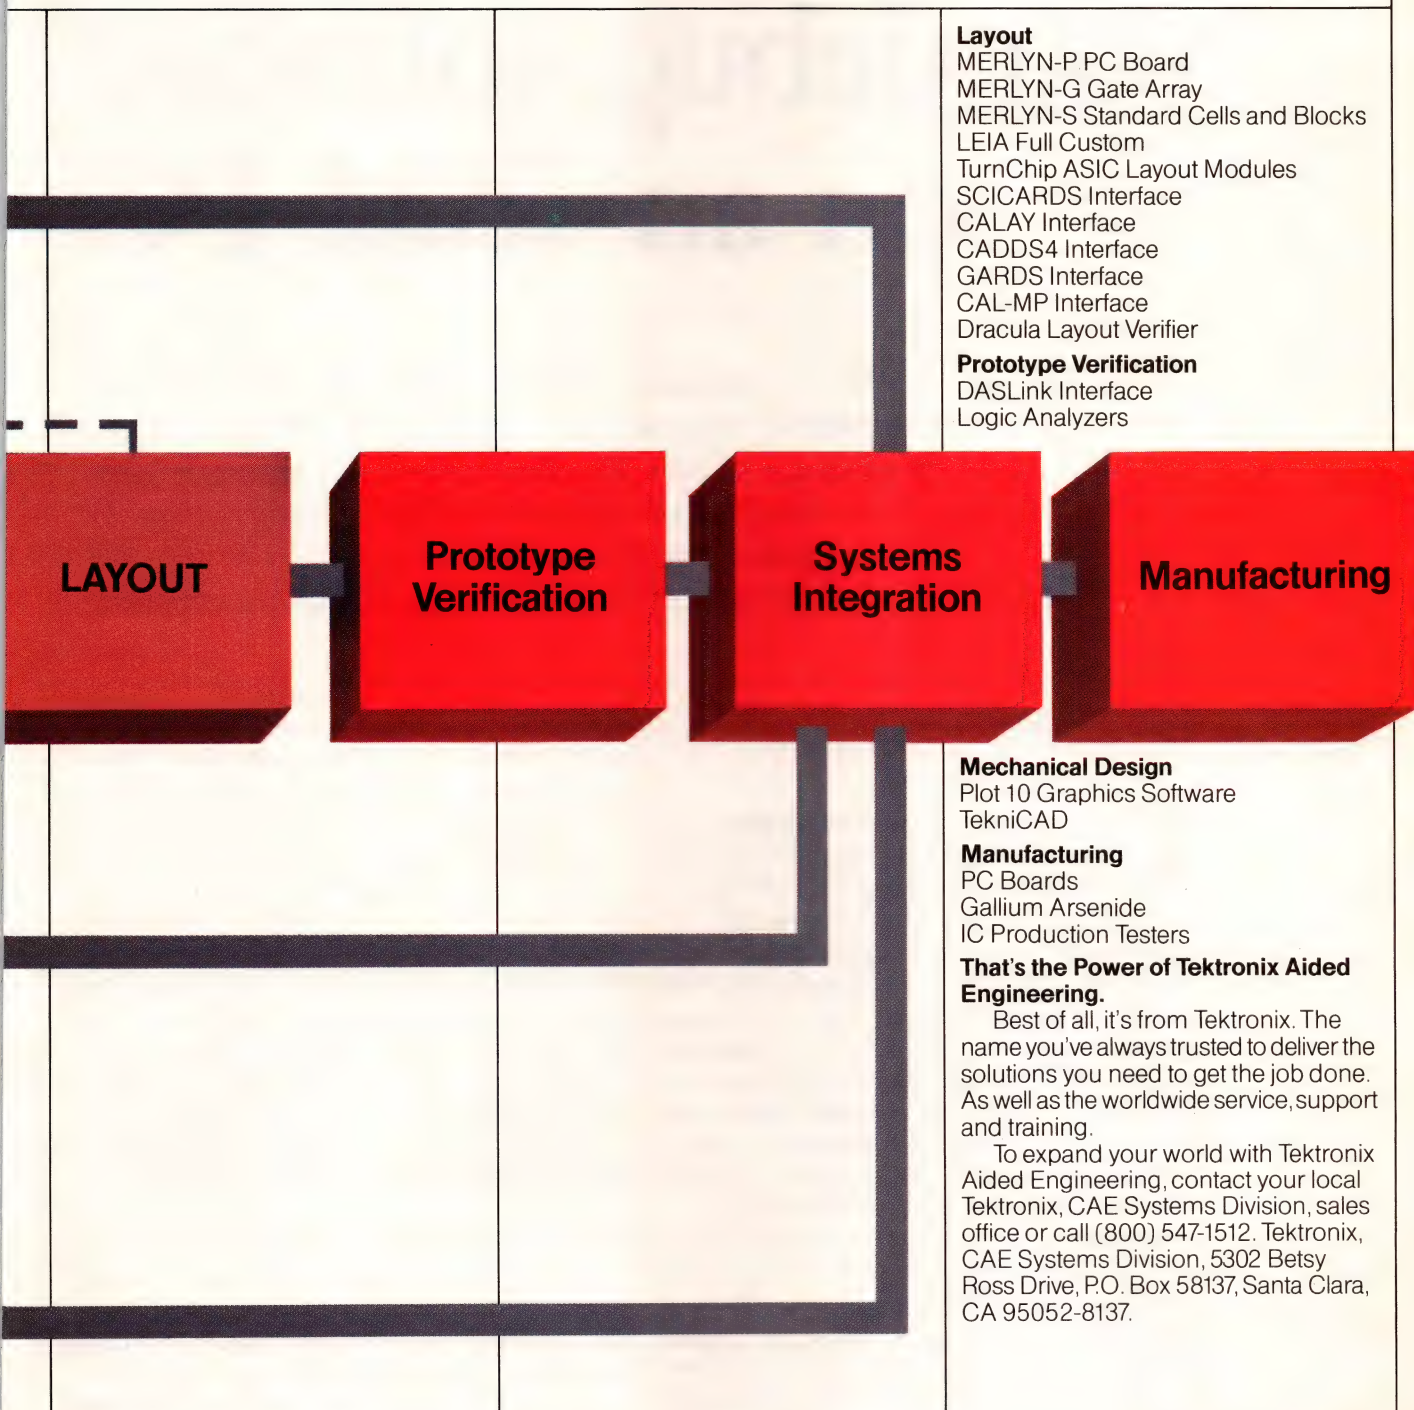 Layout
MERLYN-P PC Board
MERLYN-G Gate Array
MERLYN-S Standard Cells and Blocks
LEIA Full Custom
TurnChip ASIC Layout Modules
SCICARDS Interface
CALAY Interface
CADDS4 Interface
GARDS Interface
CAL-MP Interface
Dracula Layout Verifier
Prototype Verification
DASLink Interface
Logic Analyzers
LAYOUT
Prototype
Verification
Systems
Integration
Manufacturing
Mechanical Design
Plot 10 Graphics Software
TekniCAD
Manufacturing
PC Boards
Gallium Arsenide
IC Production Testers
That's the Power of Tektronix Aided
Engineering.
Best of all, it's from Tektronix. The
name you've always trusted to deliver the
solutions you need to get the job done.
As well as the worldwide service, support
and training.
To expand your world with Tektronix
Aided Engineering, contact your local
Tektronix, CAE Systems Division, sales
office or call (800) 547-1512. Tektronix,
CAE Systems Division, 5302 Betsy
Ross Drive, P.O. Box 58137, Santa Clara,
CA 95052-8137.